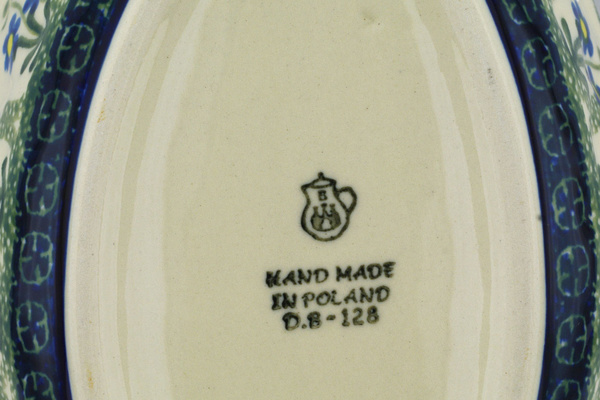 B
HAND MADE
IN POLAND
D.B-128